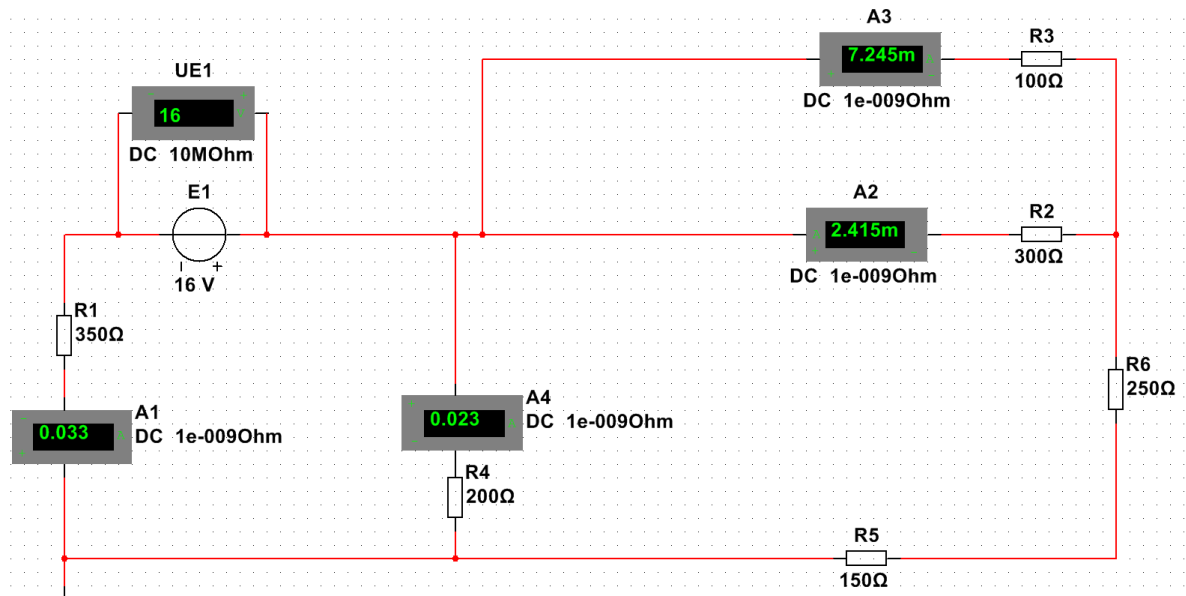 A3
7.245m
A
DC 1e-009Ohm
R3
100Ω
UE1
16
V
DC 10MOhm
E1
16 V
A2
A
2.415m
DC 1e-009Ohm
R2
300Ω
R1
350Ω
R6
250Ω
A1
0.033
A
DC 1e-009Ohm
A4
0.023
A
DC 1e-009Ohm
R4
200Ω
R5
150Ω